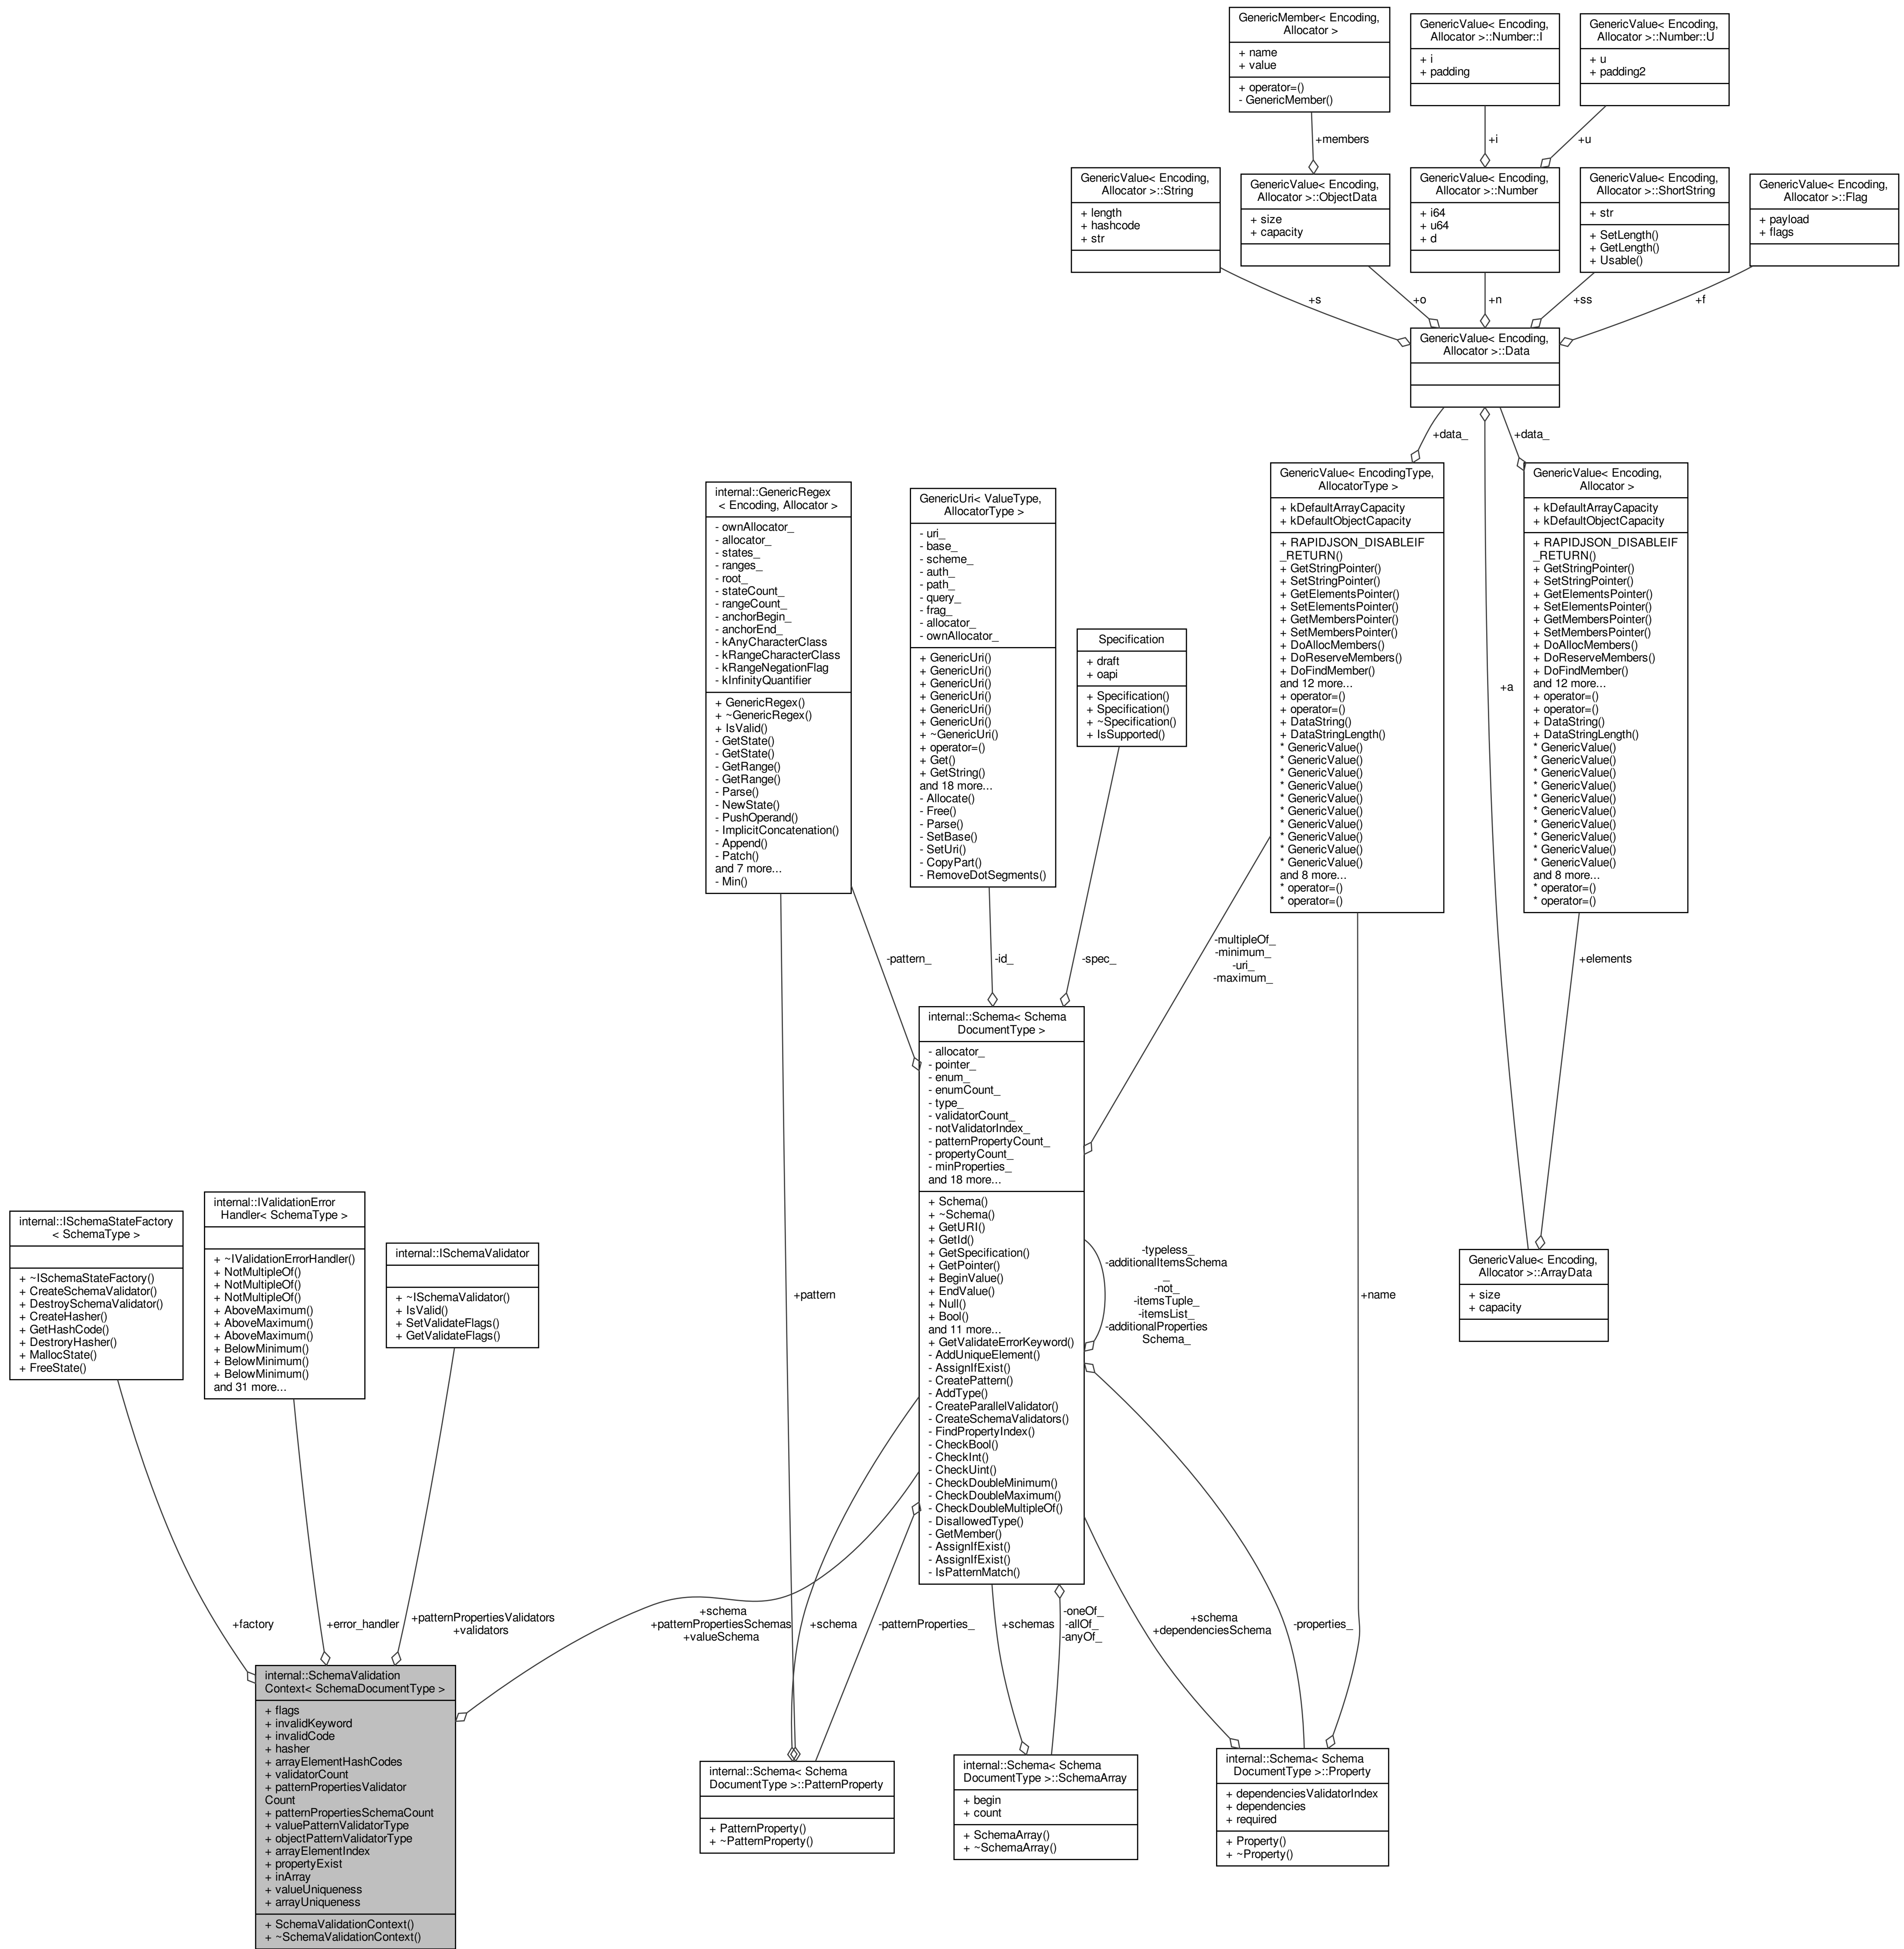 GenericMember< Encoding,
Allocator >
+ name
+ value
+ operator=()
- GenericMember()
GenericValue< Encoding,
Allocator >::Number::I
+ i
+ padding
GenericValue< Encoding,
Allocator >::Number::U
+ u
+ padding2
+members
+i
+u
GenericValue< Encoding,
Allocator >::String
+ length
+ hashcode
+ str
GenericValue< Encoding,
Allocator >::ObjectData
+ size
+ capacity
GenericValue< Encoding,
Allocator >::Number
+ i64
+ u64
+ d
GenericValue< Encoding,
Allocator >::ShortString
+ str
+ SetLength()
+ GetLength()
+ Usable()
GenericValue< Encoding,
Allocator >::Flag
+ payload
+ flags
+s
+o
+n
+ss
+f
GenericValue< Encoding,
Allocator >::Data
+data_
+data_
+a
internal::GenericRegex
< Encoding, Allocator >
- ownAllocator_
- allocator_
- states_
- ranges_
- root_
- stateCount_
- rangeCount_
- anchorBegin_
- anchorEnd_
- kAnyCharacterClass
- kRangeCharacterClass
- kRangeNegationFlag
- kInfinityQuantifier
+ GenericRegex()
+ ~GenericRegex()
+ IsValid()
- GetState()
- GetState()
- GetRange()
- GetRange()
- Parse()
- NewState()
- PushOperand()
- ImplicitConcatenation()
- Append()
- Patch()
and 7 more...
- Min()
GenericUri< ValueType,
AllocatorType >
- uri_
- base_
- scheme_
- auth_
- path_
- query_
- frag_
- allocator_
- ownAllocator_
+ GenericUri()
+ GenericUri()
+ GenericUri()
+ GenericUri()
+ GenericUri()
+ GenericUri()
+ ~GenericUri()
+ operator=()
+ Get()
+ GetString()
and 18 more...
- Allocate()
- Free()
- Parse()
- SetBase()
- SetUri()
- CopyPart()
- RemoveDotSegments()
Specification
+ draft
+ oapi
+ Specification()
+ Specification()
+ ~Specification()
+ IsSupported()
GenericValue< EncodingType,
AllocatorType >
+ kDefaultArrayCapacity
+ kDefaultObjectCapacity
+ RAPIDJSON_DISABLEIF
_RETURN()
+ GetStringPointer()
+ SetStringPointer()
+ GetElementsPointer()
+ SetElementsPointer()
+ GetMembersPointer()
+ SetMembersPointer()
+ DoAllocMembers()
+ DoReserveMembers()
+ DoFindMember()
and 12 more...
+ operator=()
+ operator=()
+ DataString()
+ DataStringLength()
* GenericValue()
* GenericValue()
* GenericValue()
* GenericValue()
* GenericValue()
* GenericValue()
* GenericValue()
* GenericValue()
* GenericValue()
* GenericValue()
and 8 more...
* operator=()
* operator=()
GenericValue< Encoding,
Allocator >
+ kDefaultArrayCapacity
+ kDefaultObjectCapacity
+ RAPIDJSON_DISABLEIF
_RETURN()
+ GetStringPointer()
+ SetStringPointer()
+ GetElementsPointer()
+ SetElementsPointer()
+ GetMembersPointer()
+ SetMembersPointer()
+ DoAllocMembers()
+ DoReserveMembers()
+ DoFindMember()
and 12 more...
+ operator=()
+ operator=()
+ DataString()
+ DataStringLength()
* GenericValue()
* GenericValue()
* GenericValue()
* GenericValue()
* GenericValue()
* GenericValue()
* GenericValue()
* GenericValue()
* GenericValue()
* GenericValue()
and 8 more...
* operator=()
* operator=()
-pattern_
-id_
-spec_
-multipleOf_
-minimum_
-uri_
-maximum_
+elements
internal::Schema< Schema
DocumentType >
- allocator_
- pointer_
- enum_
- enumCount_
- type_
- validatorCount_
- notValidatorIndex_
- patternPropertyCount_
- propertyCount_
- minProperties_
and 18 more...
+ Schema()
+ ~Schema()
+ GetURI()
+ GetId()
+ GetSpecification()
+ GetPointer()
+ BeginValue()
+ EndValue()
+ Null()
+ Bool()
and 11 more...
+ GetValidateErrorKeyword()
- AddUniqueElement()
- AssignIfExist()
- CreatePattern()
- AddType()
- CreateParallelValidator()
- CreateSchemaValidators()
- FindPropertyIndex()
- CheckBool()
- CheckInt()
- CheckUint()
- CheckDoubleMinimum()
- CheckDoubleMaximum()
- CheckDoubleMultipleOf()
- DisallowedType()
- GetMember()
- AssignIfExist()
- AssignIfExist()
- IsPatternMatch()
-typeless_
-additionalItemsSchema
_
-not_
-itemsTuple_
-itemsList_
-additionalProperties
Schema_
+pattern
+name
GenericValue< Encoding,
Allocator >::ArrayData
+ size
+ capacity
internal::ISchemaStateFactory
< SchemaType >
+ ~ISchemaStateFactory()
+ CreateSchemaValidator()
+ DestroySchemaValidator()
+ CreateHasher()
+ GetHashCode()
+ DestroryHasher()
+ MallocState()
+ FreeState()
internal::IValidationError
Handler< SchemaType >
+ ~IValidationErrorHandler()
+ NotMultipleOf()
+ NotMultipleOf()
+ NotMultipleOf()
+ AboveMaximum()
+ AboveMaximum()
+ AboveMaximum()
+ BelowMinimum()
+ BelowMinimum()
+ BelowMinimum()
and 31 more...
internal::ISchemaValidator
+ ~ISchemaValidator()
+ IsValid()
+ SetValidateFlags()
+ GetValidateFlags()
+factory
+error_handler
+patternPropertiesValidators
+validators
+schema
+patternPropertiesSchemas
+valueSchema
+schema
-patternProperties_
+schemas
-oneOf_
-allOf_
-anyOf_
+schema
+dependenciesSchema
-properties_
internal::SchemaValidation
Context< SchemaDocumentType >
+ flags
+ invalidKeyword
+ invalidCode
+ hasher
+ arrayElementHashCodes
+ validatorCount
+ patternPropertiesValidator
Count
+ patternPropertiesSchemaCount
+ valuePatternValidatorType
+ objectPatternValidatorType
+ arrayElementIndex
+ propertyExist
+ inArray
+ valueUniqueness
+ arrayUniqueness
+ SchemaValidationContext()
+ ~SchemaValidationContext()
internal::Schema< Schema
DocumentType >::PatternProperty
+ PatternProperty()
+ ~PatternProperty()
internal::Schema< Schema
DocumentType >::SchemaArray
+ begin
+ count
+ SchemaArray()
+ ~SchemaArray()
internal::Schema< Schema
DocumentType >::Property
+ dependenciesValidatorIndex
+ dependencies
+ required
+ Property()
+ ~Property()